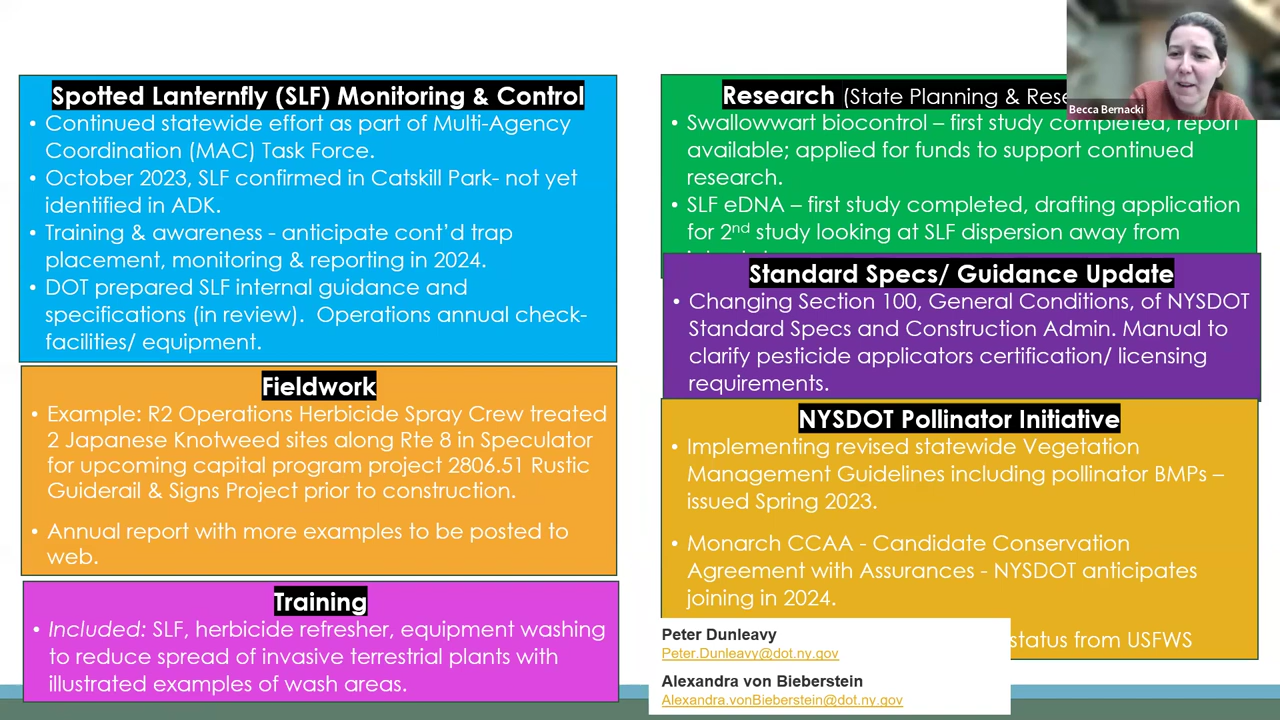 Spotted Lanternfly (SLF) Monitoring & Control
• Continued statewide effort as part of Multi-Agency
Coordination (MAC) Task Force.
• October 2023, SLF confirmed in Catskill Park- not yet
identified in ADK.
• Training & awareness - anticipate cont’d trap
placement, monitoring & reporting in 2024.
• DOT prepared SLF internal guidance and
specifications (in review).  Operations annual check-
facilities/ equipment.
Fieldwork
• Example: R2 Operations Herbicide Spray Crew treated
2 Japanese Knotweed sites along Rte 8 in Speculator
for upcoming capital program project 2806.51 Rustic
Guiderail & Signs Project prior to construction.
• Annual report with more examples to be posted to
web.
Training
• Included: SLF, herbicide refresher, equipment washing
to reduce spread of invasive terrestrial plants with
illustrated examples of wash areas.
Research (State Planning &
Becca Bernacki
• Swallowwart biocontrol – first study completed, report
available; applied for funds to support continued
research.
• SLF eDNA – first study completed, drafting application
for 2nd study looking at SLF dispersion away from
Standard Specs/ Guidance Update
• Changing Section 100, General Conditions, of NYSDOT
Standard Specs and Construction Admin. Manual to
clarify pesticide applicators certification/ licensing
requirements.
NYSDOT Pollinator Initiative
• Implementing revised statewide Vegetation
Management Guidelines including pollinator BMPs –
issued Spring 2023.
• Monarch CCAA - Candidate Conservation
Agreement with Assurances - NYSDOT anticipates
joining in 2024.
status from USFWS
Peter Dunleavy
Peter.Dunleavy@dot.ny.gov
Alexandra von Bieberstein
Alexandra.vonBieberstein@dot.ny.gov